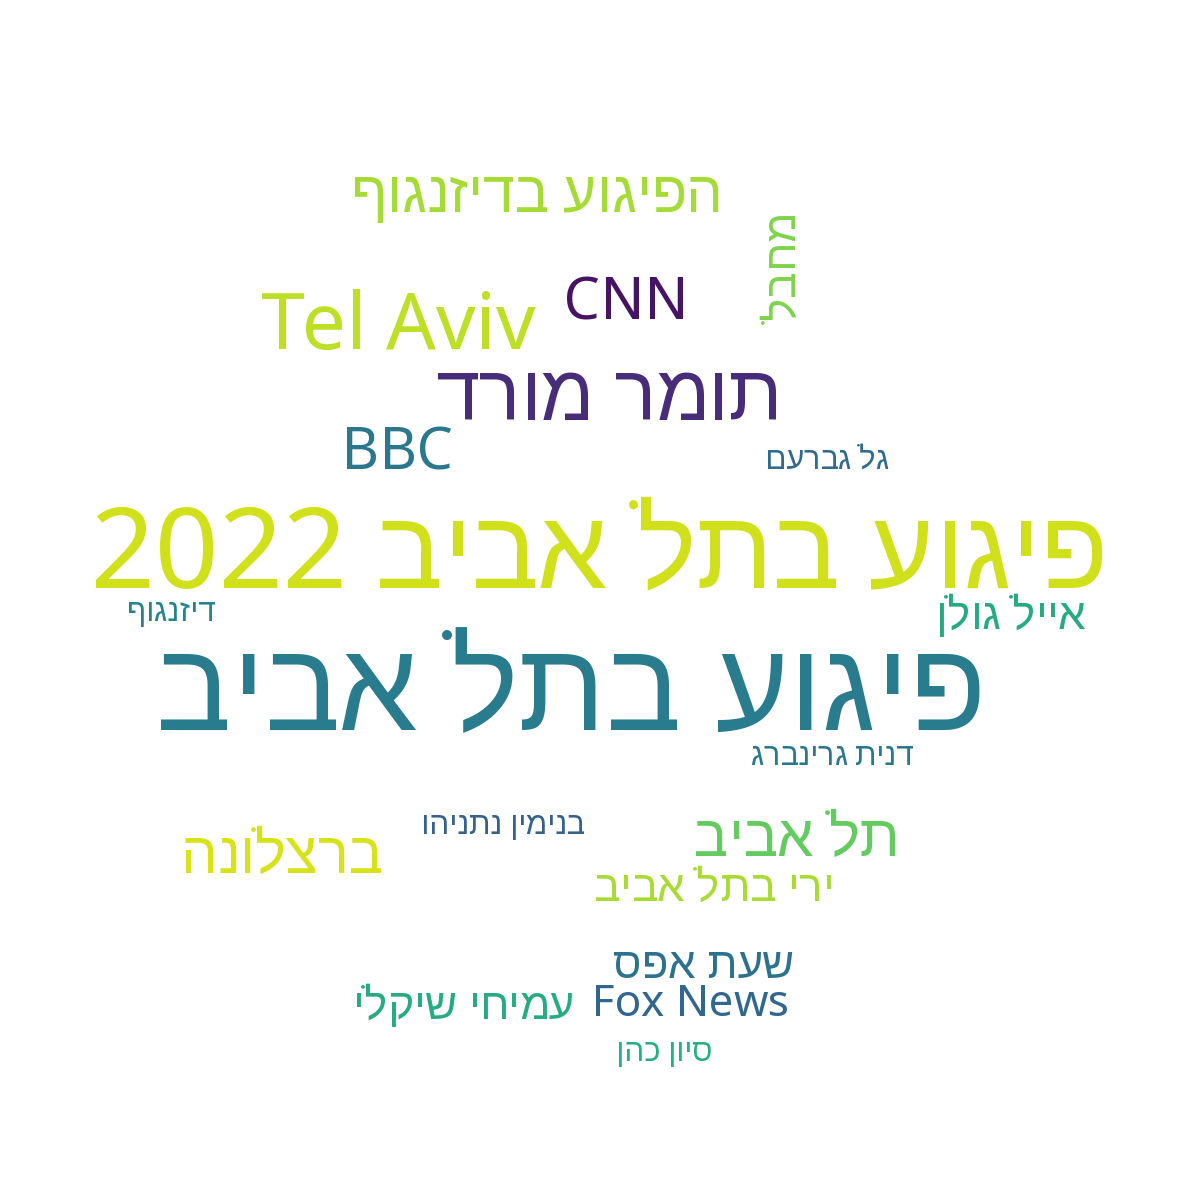 הפיגוע בדיזנגוף
מחבל
CNN
Tel Aviv
תומר מורד
BBC
גל גברעם
פיגוע בתל אביב 2022
דיזנגוף
אייל גולן
פיגוע בתל אביב
דנית גרינברג
בנימין נתניהו
תל אביב
ברצלונה
ירי בתל אביב
שעת אפס
עמיחי שיקלי
Fox News
סיון כהן